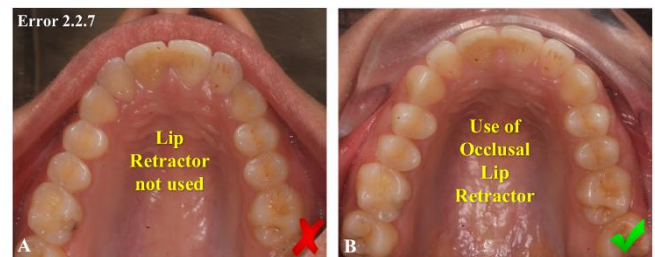 Error 2.2.7
Lip
Retractor
not used
A
Use of
Occlusal
Lip
Retractor
B